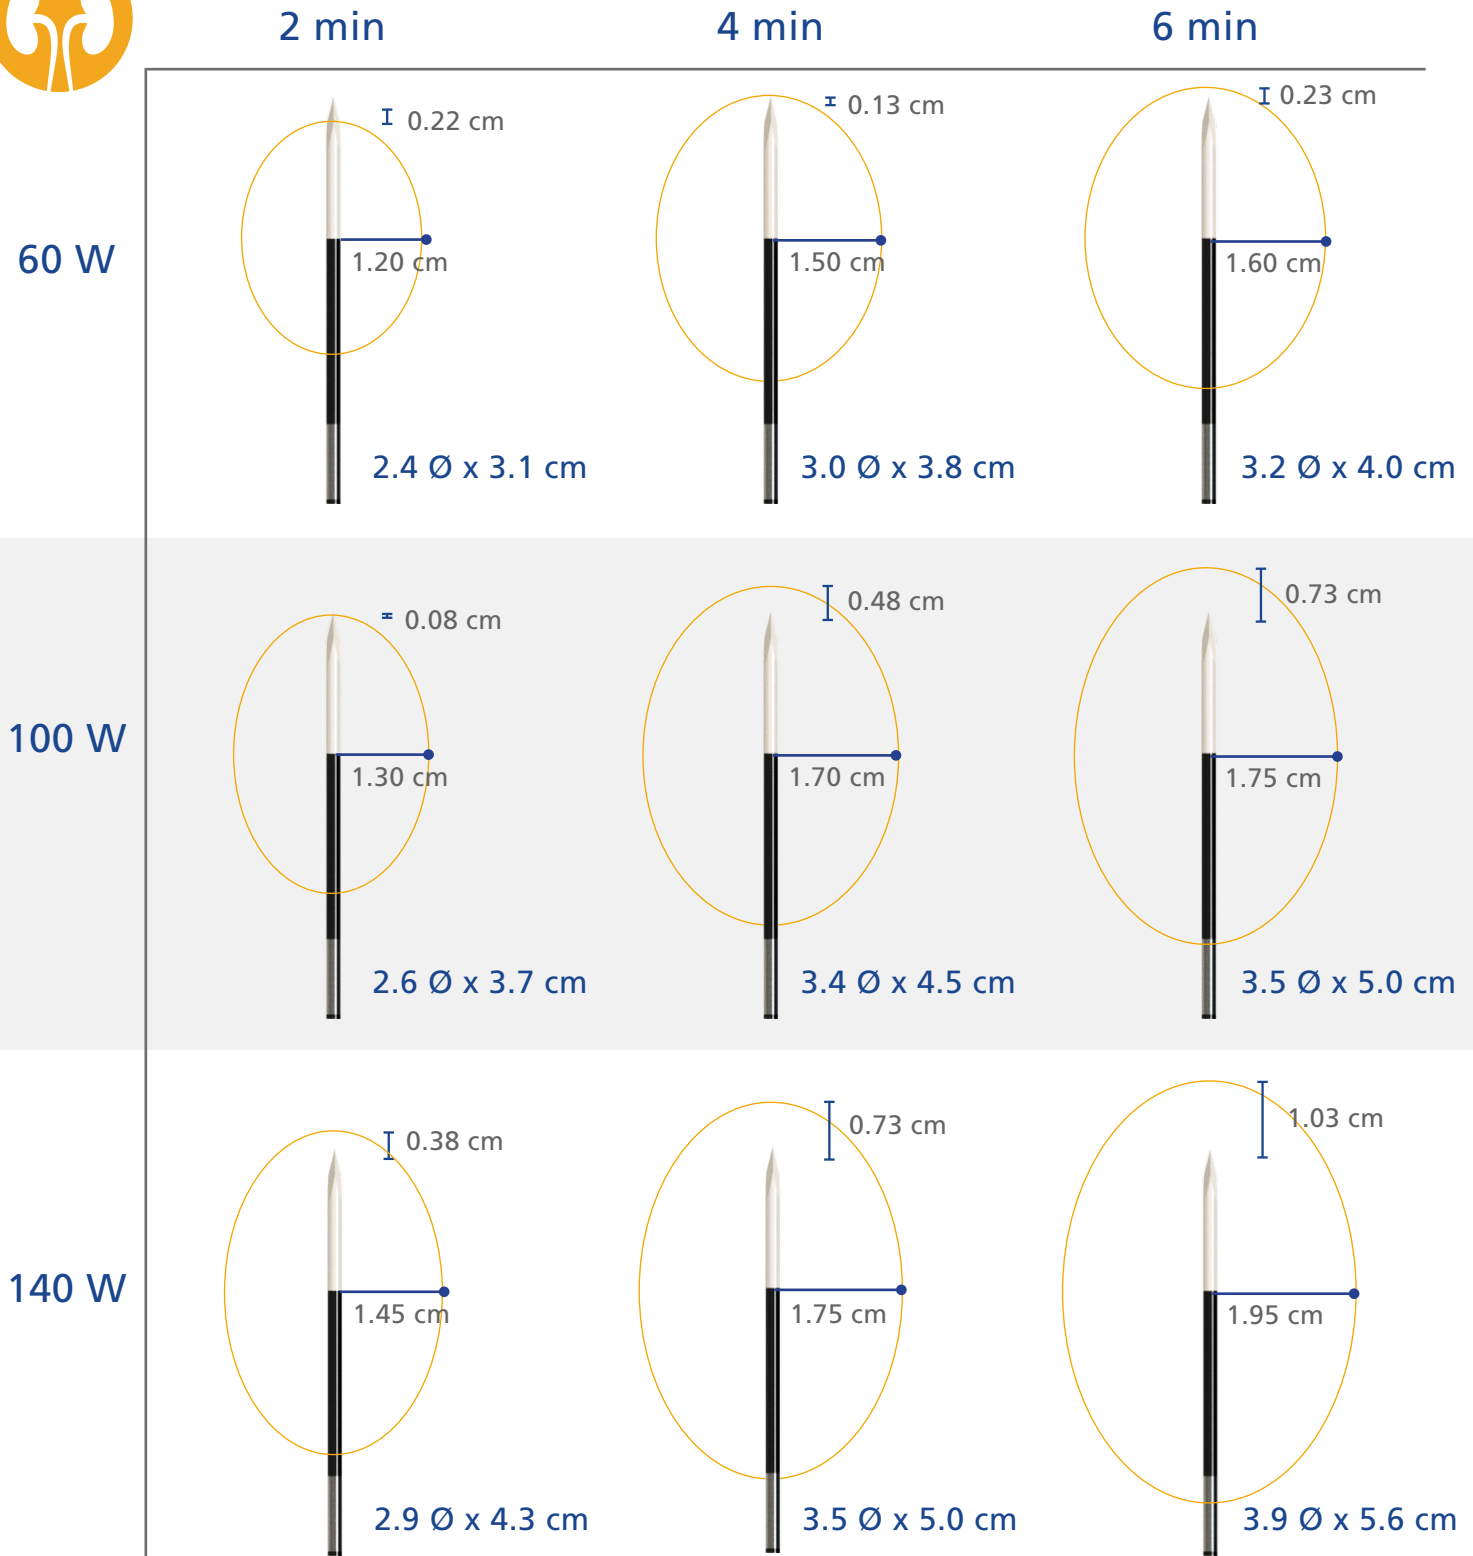 2 min
4 min
6 min
60 W
0.22 cm
1.20 cm
2.4 Ø x 3.1 cm
0.13 cm
1.50 cm
3.0 Ø x 3.8 cm
0.23 cm
1.60 cm
3.2 Ø x 4.0 cm
100 W
0.08 cm
1.30 cm
2.6 Ø x 3.7 cm
0.48 cm
1.70 cm
3.4 Ø x 4.5 cm
0.73 cm
1.75 cm
3.5 Ø x 5.0 cm
140 W
0.38 cm
1.45 cm
2.9 Ø x 4.3 cm
0.73 cm
1.75 cm
3.5 Ø x 5.0 cm
1.03 cm
1.95 cm
3.9 Ø x 5.6 cm